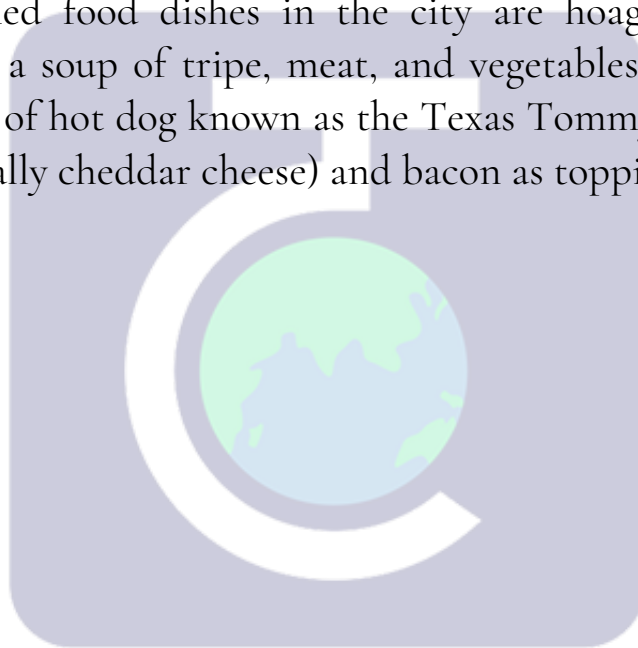 led food dishes in the city are hoag
a soup of tripe, meat, and vegetables
of hot dog known as the Texas Tomm
ally cheddar cheese) and bacon as toppi